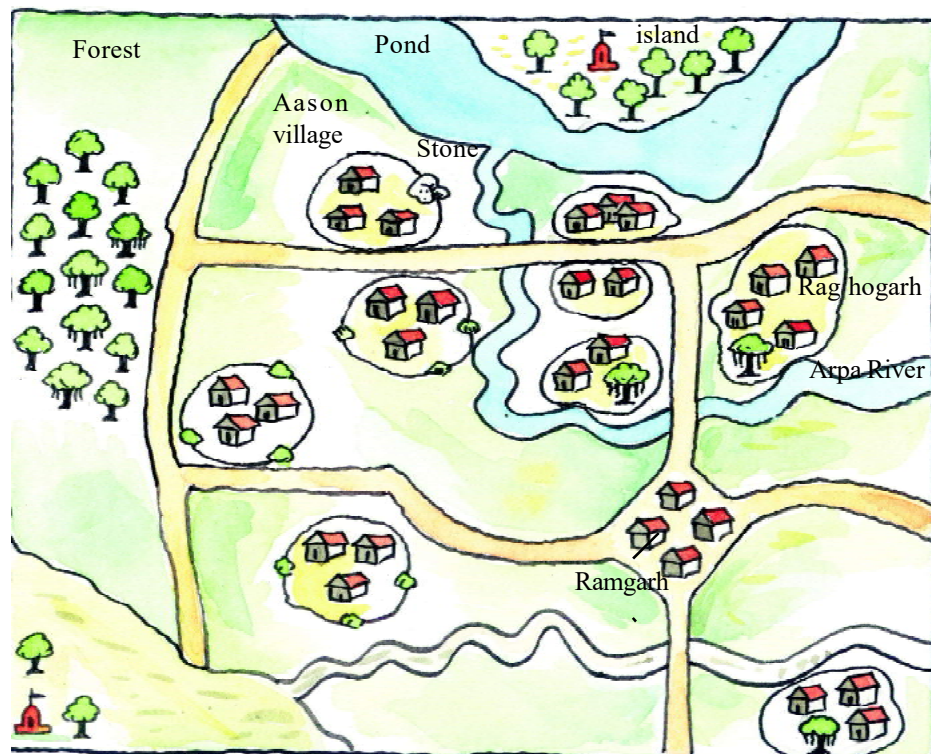 Forest
Pond
island
Aason
village
Stone
Rag hogarh
Arpa River
Ramgarh